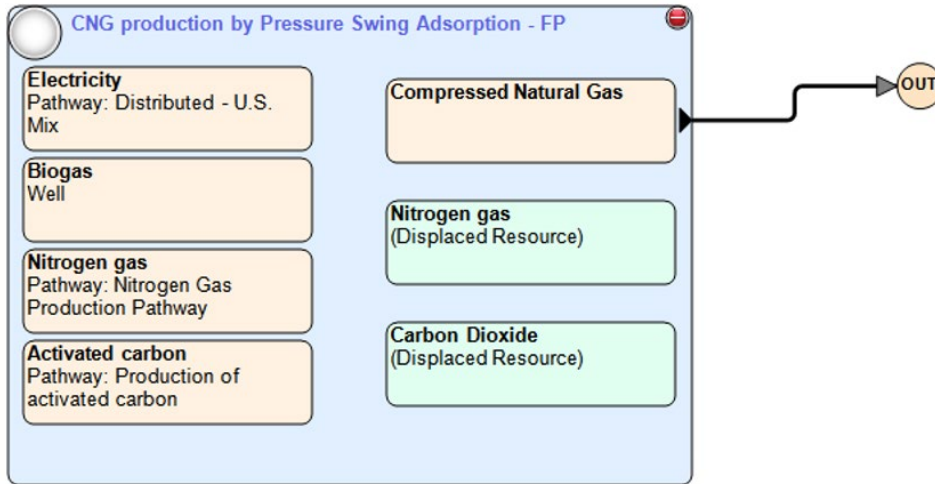 CNG production by Pressure Swing Adsorption - FP
Electricity
Pathway: Distributed - U.S.
Mix
Biogas
Well
Nitrogen gas
Pathway: Nitrogen Gas
Production Pathway
Activated carbon
Pathway: Production of
activated carbon
Compressed Natural Gas
Nitrogen gas
(Displaced Resource)
Carbon Dioxide
(Displaced Resource)
OUT